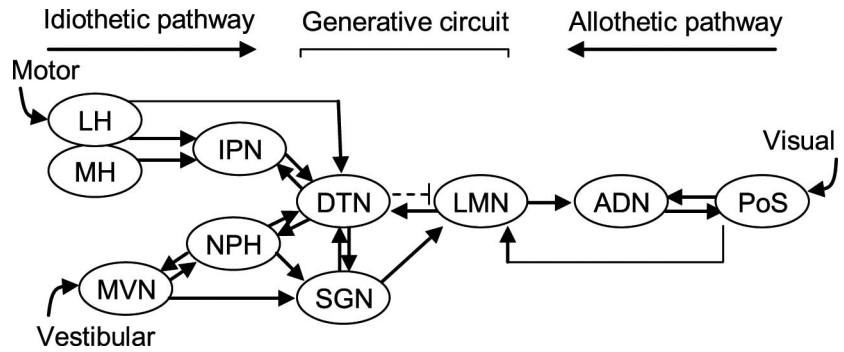 Idiothetic pathway Generative circuit Allothetic pathway
Motor
LH
IPN
Visual
MH
DTN LMN ADN PoS
NPH
MVN SGN
Vestibular